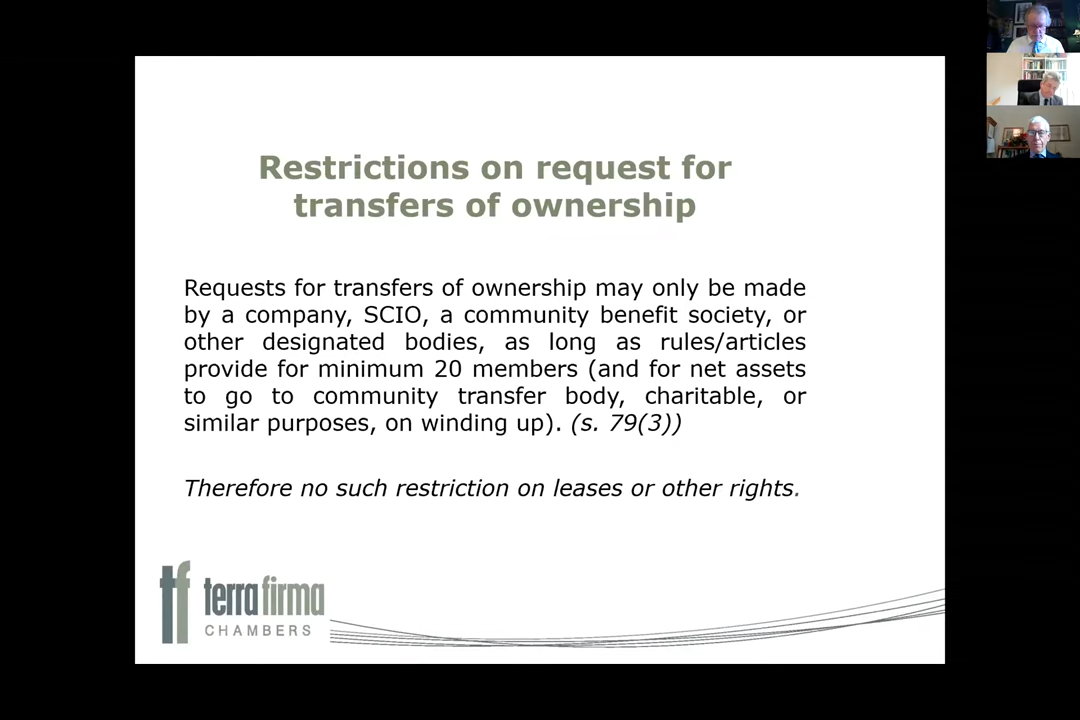 Restrictions on request for
transfers of ownership
Requests for transfers of ownership may only be made
by a company, SCIO, a community benefit society, or
other designated bodies, as long as rules/articles
provide for minimum 20 members (and for net assets
to go to community transfer body, charitable, or
similar purposes, on winding up). (s. 79(3))
Therefore no such restriction on leases or other rights.
tf terra firma
CHAMBERS